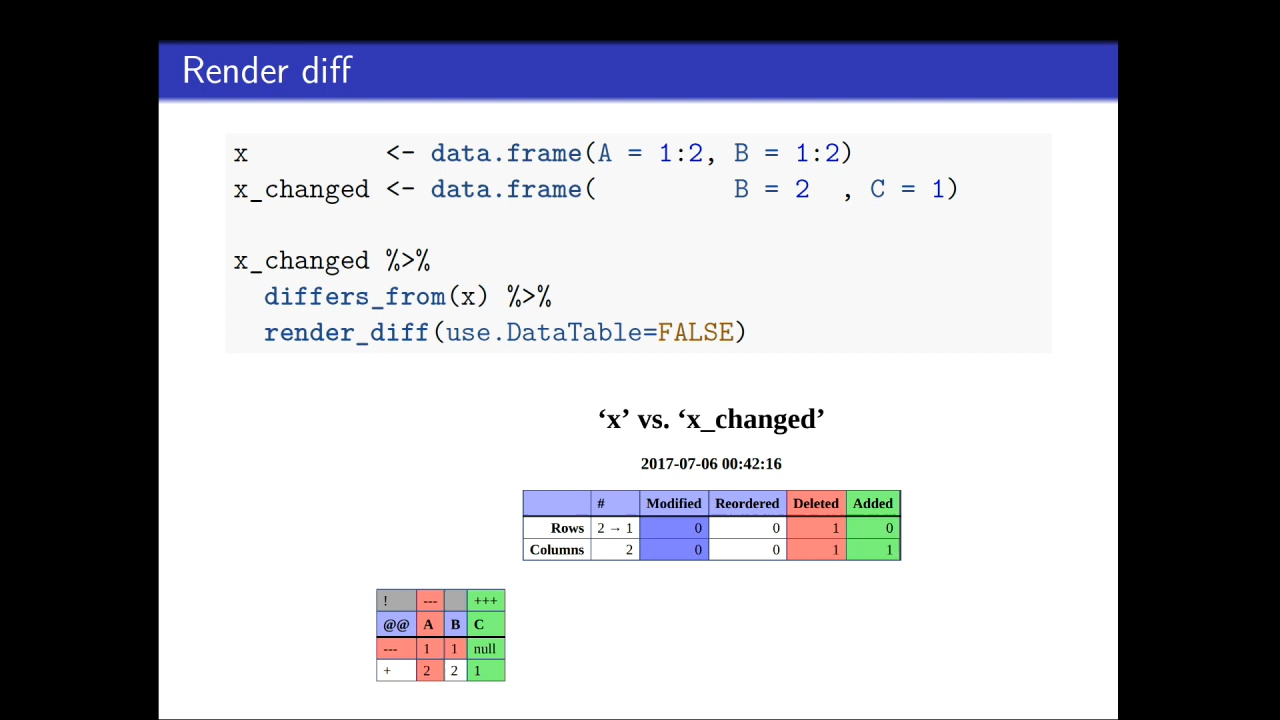 Render diff
x         <- data.frame(A = 1:2, B = 1:2)
x_changed <- data.frame(         B = 2  , C = 1)
x_changed %>%
  differs_from(x) %>%
  render_diff(use.DataTable=FALSE)
‘x’ vs. ‘x_changed’
2017-07-06 00:42:16
# Modified Reordered Deleted Added
Rows 2 → 1 0 0 1 0
Columns 2 0 0 1 1
! --- +++
@@ A B C
--- 1 1 null
+ 2 2 1